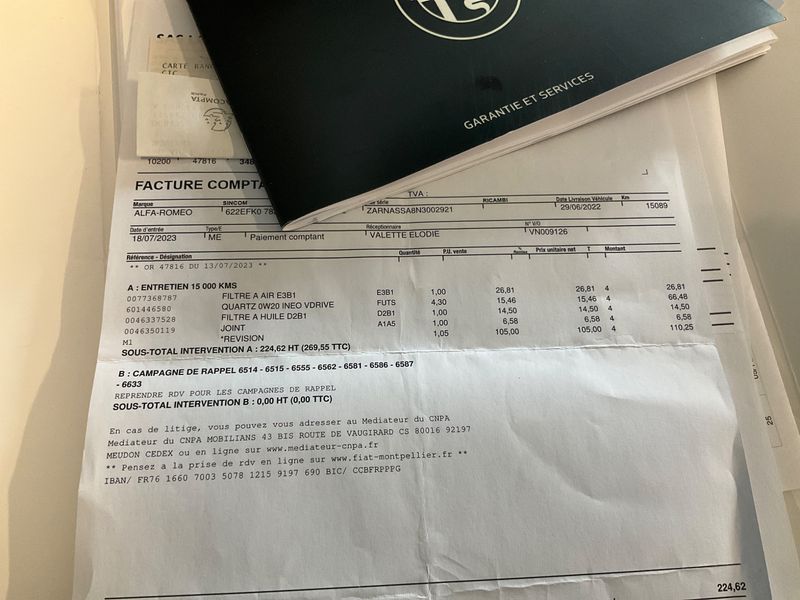 GARANTIE ET SERVICES
CARTE
COMPTA
10200 47816
FACTURE COMPTA
TVA :
Marque SINCOM série RICAMBI Date Livraison Véhicule Km
ALFA-ROMEO 622EFK0 ZARNASSA8N3002921 29/06/2022 15089
Date d'entrée Type/E Réceptionnaire N° V/O
18/07/2023 ME Paiement comptant VALETTE ELODIE VN009126
Référence - Désignation Quantité P.U. vente % Remise Prix unitaire net T Montant
** OR 47816 DU 13/07/2023 **
A : ENTRETIEN 15 000 KMS
0077368787 FILTRE A AIR E3B1 E3B1 1,00 26,81 26,81 4 26,81
601446580 QUARTZ 0W20 INEO VDRIVE FUTS 4,30 15,46 15,46 4 66,48
0046337528 FILTRE A HUILE D2B1 D2B1 1,00 14,50 14,50 4 14,50
0046350119 JOINT A1A5 1,00 6,58 6,58 4 6,58
M1 *REVISION 1,05 105,00 105,00 4 110,25
SOUS-TOTAL INTERVENTION A : 224,62 HT (269,55 TTC)
B : CAMPAGNE DE RAPPEL 6514 - 6515 - 6555 - 6562 - 6581 - 6586 - 6587
- 6633
REPRENDRE RDV POUR LES CAMPAGNES DE RAPPEL
SOUS-TOTAL INTERVENTION B : 0,00 HT (0,00 TTC)
En cas de litige, vous pouvez vous adresser au Mediateur du CNPA
Mediateur du CNPA MOBILIANS 43 BIS ROUTE DE VAUGIRARD CS 80016 92197
MEUDON CEDEX ou en ligne sur www.mediateur-cnpa.fr
** Pensez a la prise de rdv en ligne sur www.fiat-montpellier.fr **
IBAN/ FR76 1660 7003 5078 1215 9197 690 BIC/ CCBFRPPPG
224,62
25